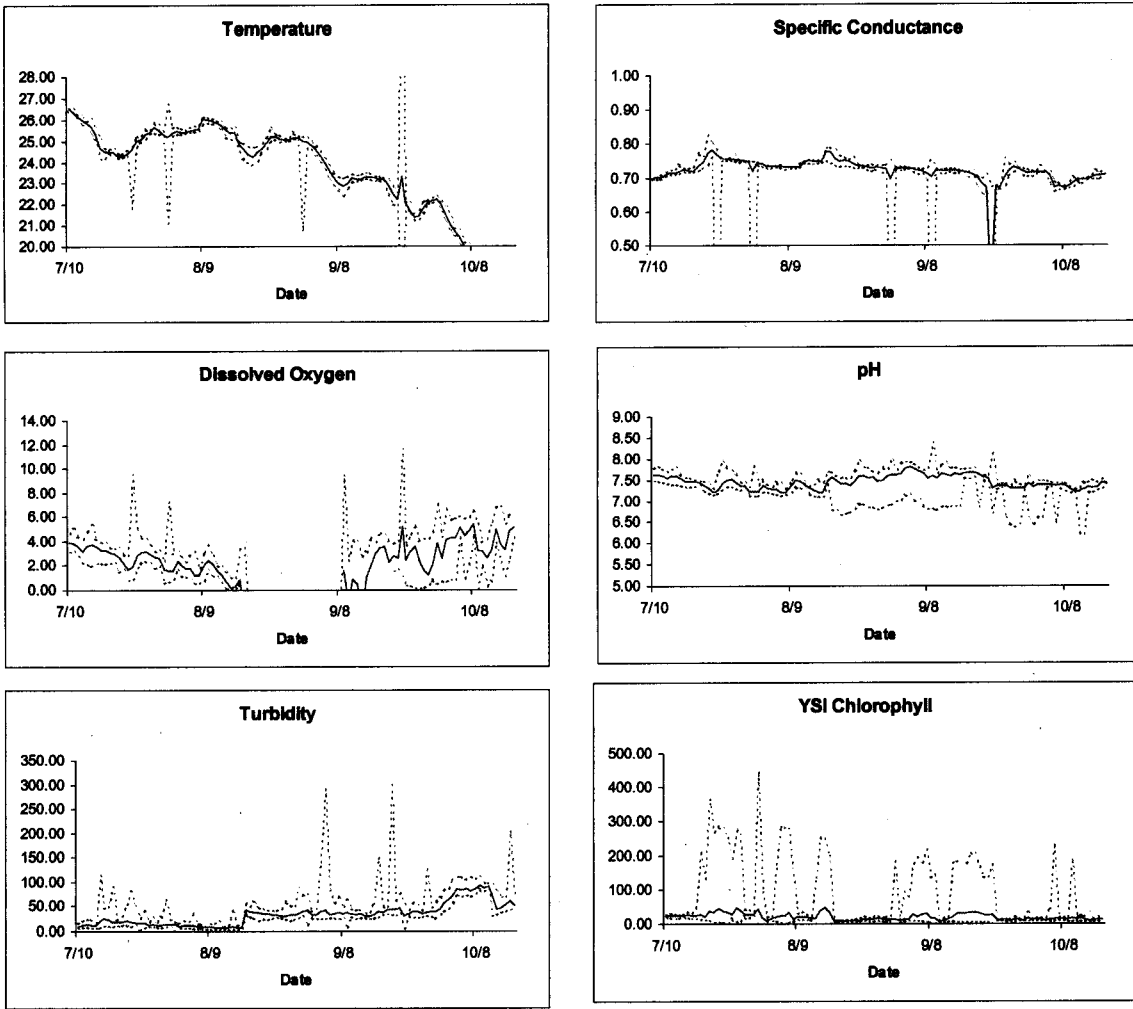 Temperature
28.00
27.00
26.00
25.00
24.00
23.00
22.00
21.00
20.00
7/10 8/9 9/8 10/8
Date
Specific Conductance
1.00
0.90
0.80
0.70
0.60
0.50
7/10 8/9 9/8 10/8
Date
Dissolved Oxygen
14.00
12.00
10.00
8.00
6.00
4.00
2.00
0.00
7/10 8/9 9/8 10/8
Date
pH
9.00
8.50
8.00
7.50
7.00
6.50
6.00
5.50
5.00
7/10 8/9 9/8 10/8
Date
Turbidity
350.00
300.00
250.00
200.00
150.00
100.00
50.00
0.00
7/10 8/9 9/8 10/8
Date
YSI Chlorophyll
500.00
400.00
300.00
200.00
100.00
0.00
7/10 8/9 9/8 10/8
Date